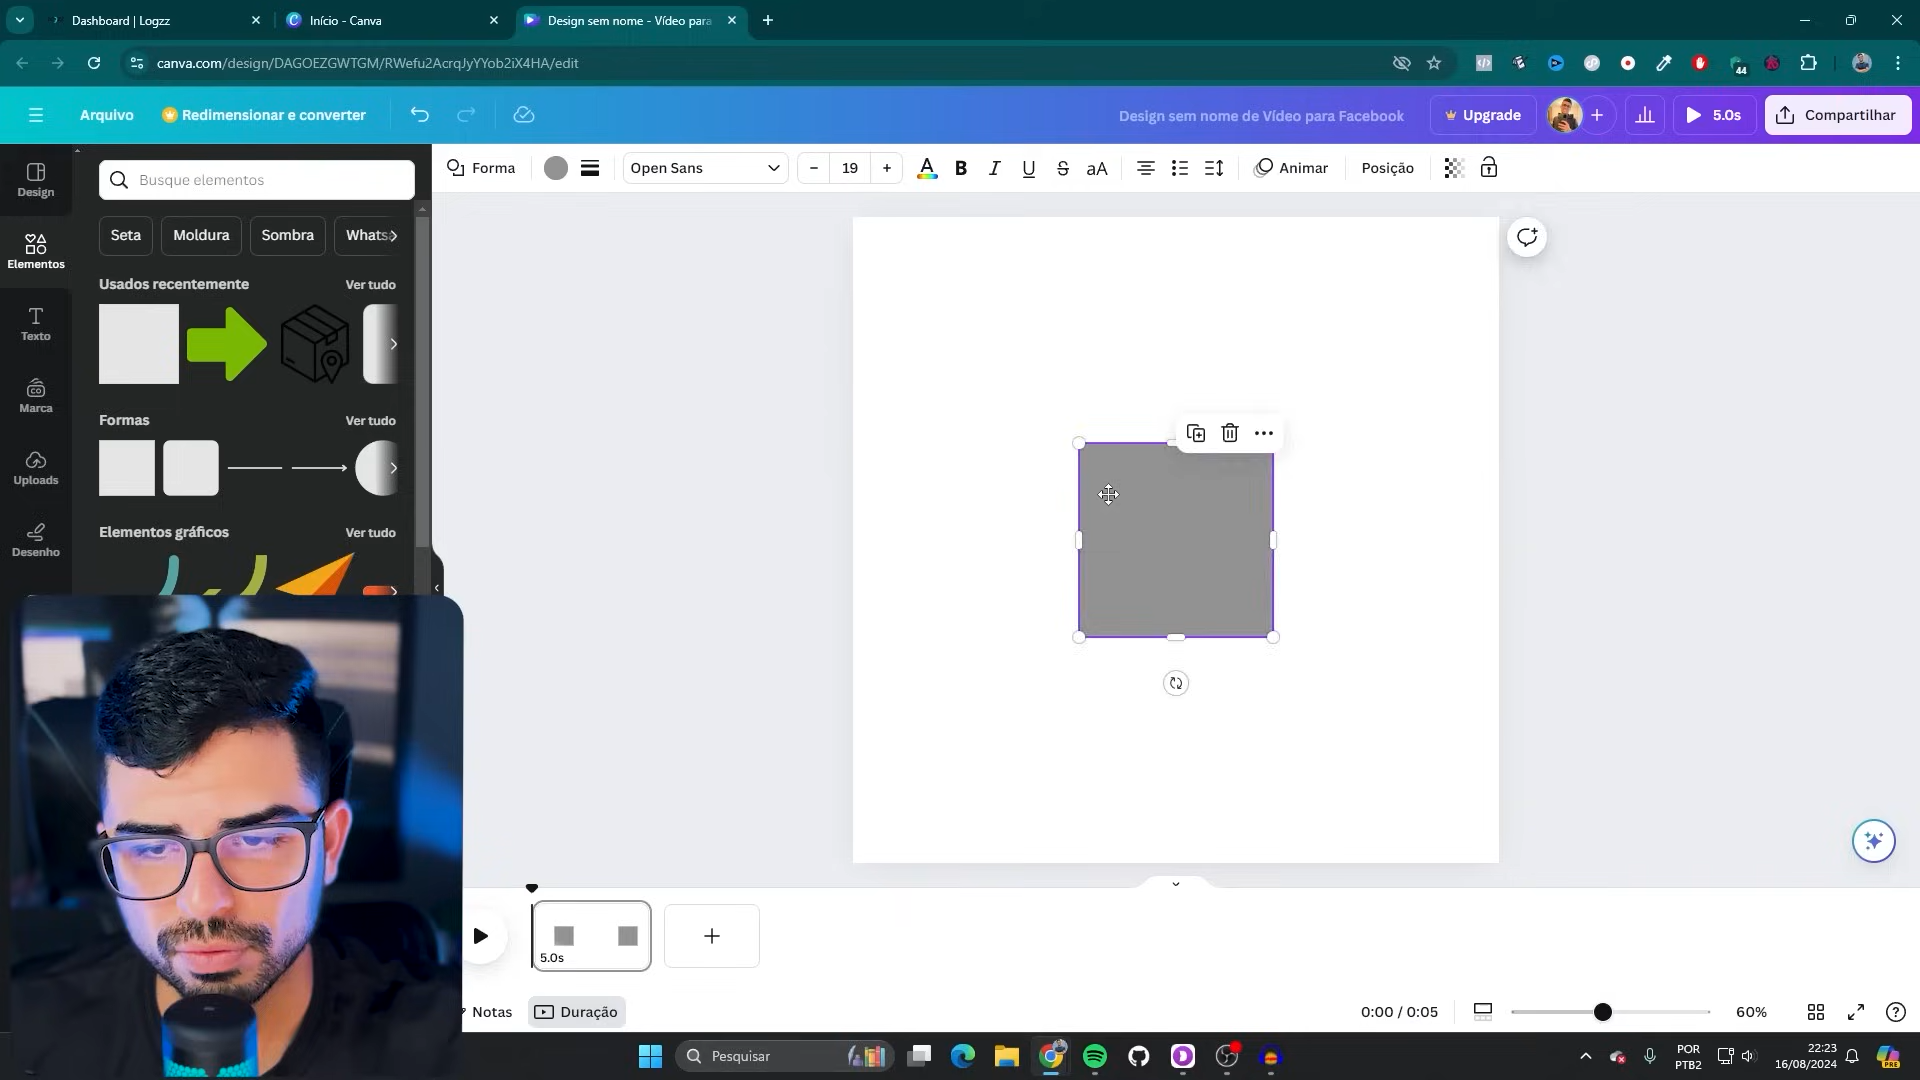 Dashboard | Logzz
Início - Canva
Design sem nome - Vídeo para
canva.com/design/DAGOEZGWTGM/RWefu2AcrqJyYYob2iX4HA/edit
44
Arquivo
Redimensionar e converter
Design sem nome de Vídeo para Facebook
Upgrade
5.0s
Compartilhar
Design
Elementos
Texto
Marca
Uploads
Desenho
Busque elementos
Seta
Moldura
Sombra
Whats
Usados recentemente
Ver tudo
Formas
Ver tudo
Elementos gráficos
Ver tudo
Forma
Open Sans
19
A
B
I
U
S
aA
Animar
Posição
5.0s
Notas
Duração
0:00 / 0:05
60%
Pesquisar
POR
PTB2
22:23
16/08/2024
PRE